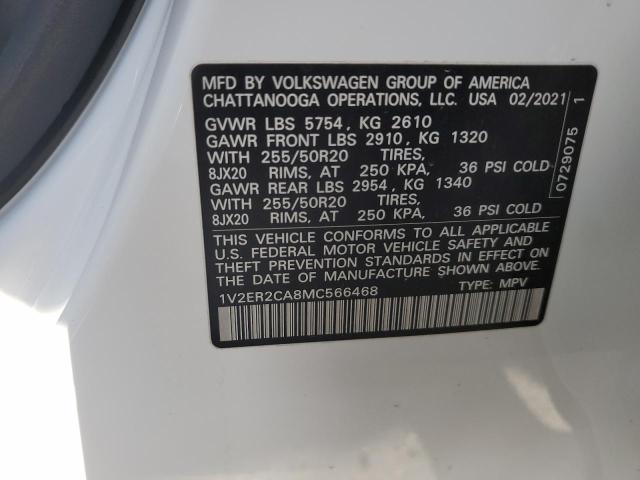 MFD BY VOLKSWAGEN GROUP OF AMERICA
CHATTANOOGA OPERATIONS, LLC. USA 02/2021
GVWR LBS 5754, KG 2610
GAWR FRONT LBS 2910, KG 1320
WITH 255/50R20 TIRES,
8JX20 RIMS, AT 250 KPA, 36 PSI COLD
GAWR REAR LBS 2954, KG 1340
WITH 255/50R20 TIRES,
8JX20 RIMS, AT 250 KPA, 36 PSI COLD
THIS VEHICLE CONFORMS TO ALL APPLICABLE
U.S. FEDERAL MOTOR VEHICLE SAFETY AND
THEFT PREVENTION STANDARDS IN EFFECT ON
THE DATE OF MANUFACTURE SHOWN ABOVE.
1V2ER2CA8MC566468 TYPE: MPV
0729075 1